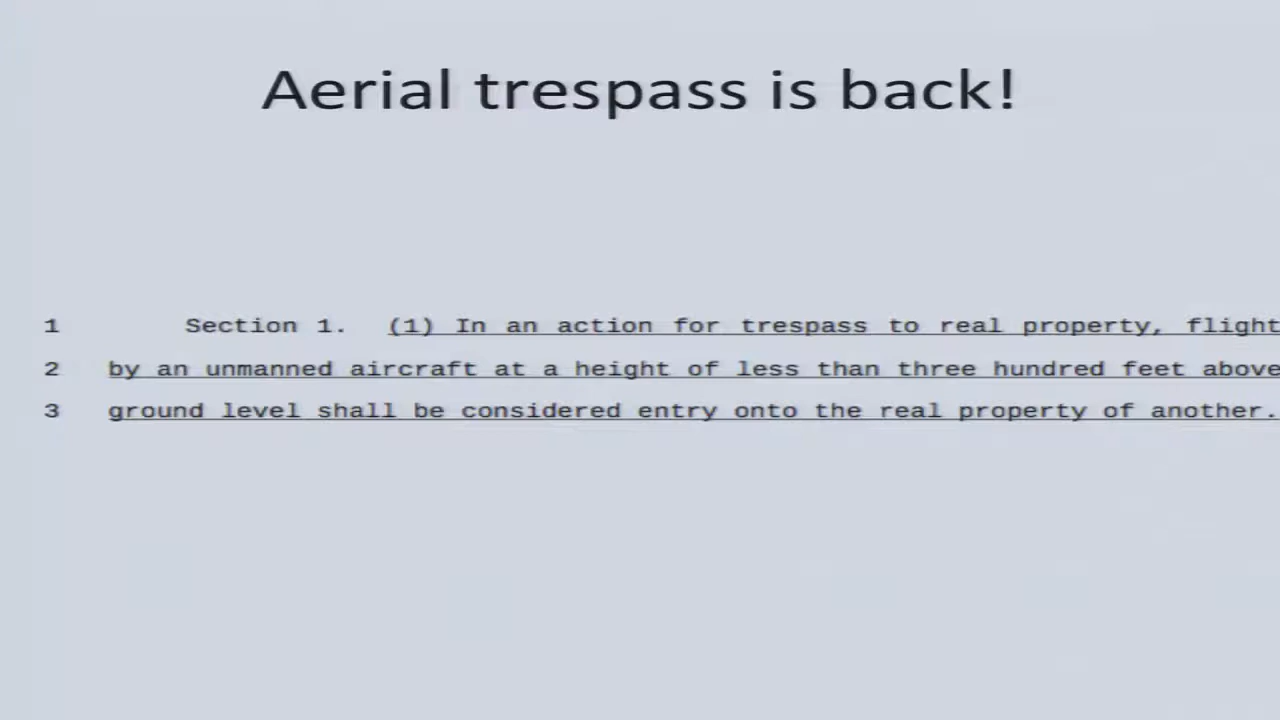 Aerial trespass is back!
1 Section 1. (1) In an action for trespass to real property, flight
2 by an unmanned aircraft at a height of less than three hundred feet above
3 ground level shall be considered entry onto the real property of another.